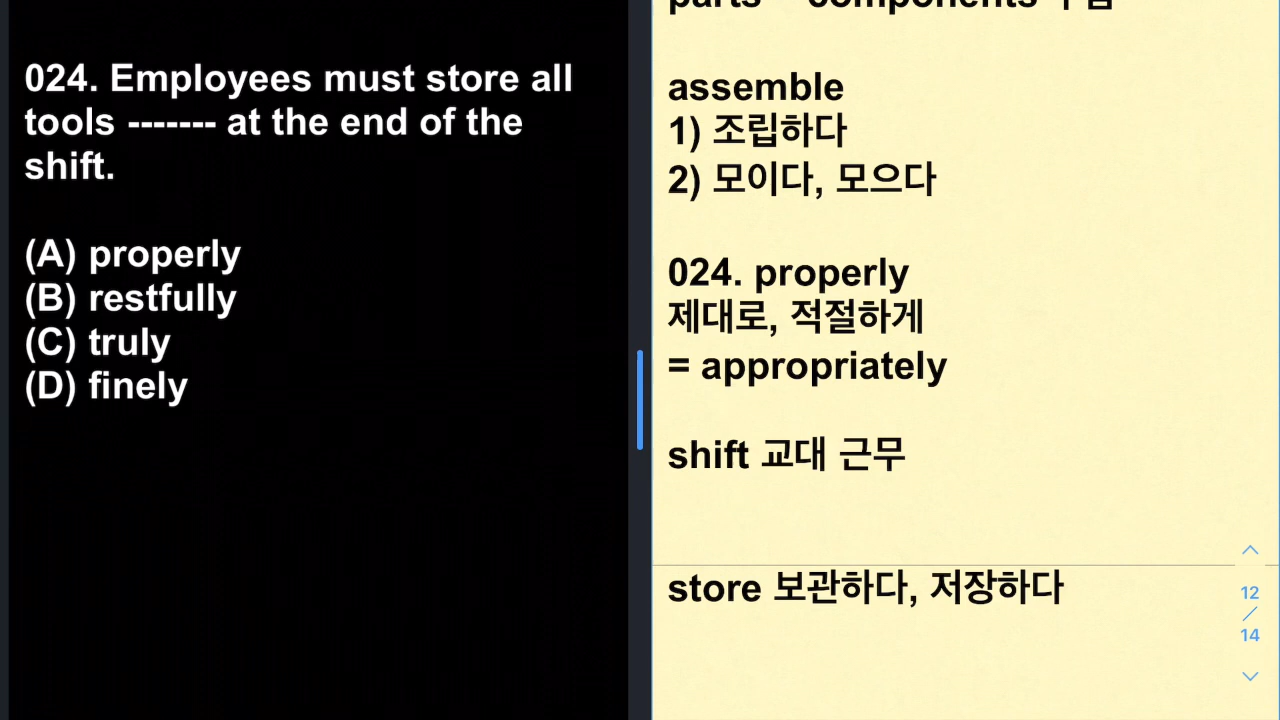 024. Employees must store all
tools ------- at the end of the
shift.
(A) properly
(B) restfully
(C) truly
(D) finely
parts components
assemble
1) 조립하다
2) 모이다, 모으다
024. properly
제대로, 적절하게
= appropriately
shift 교대 근무
store 보관하다, 저장하다
12
/
14